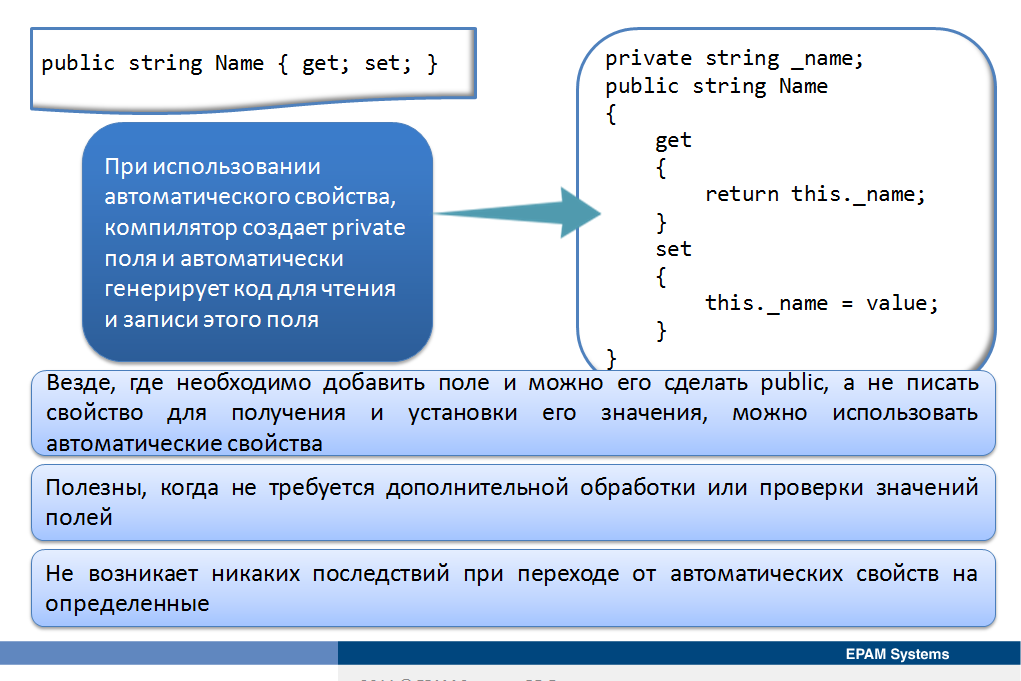 public string Name { get; set; }
При использовании
автоматического свойства,
компилятор создает private
поля и автоматически
генерирует код для чтения
и записи этого поля
private string _name;
public string Name
{
get
{
return this._name;
}
set
{
this._name = value;
}
}
Везде, где необходимо добавить поле и можно его сделать public, а не писать
свойство для получения и установки его значения, можно использовать
автоматические свойства
Полезны, когда не требуется дополнительной обработки или проверки значений
полей
Не возникает никаких последствий при переходе от автоматических свойств на
определенные
EPAM Systems